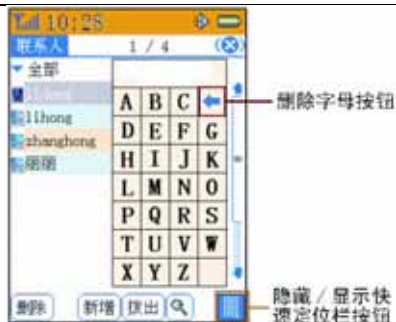 10:28
联系人 1 / 4
全部
lihong
zhanghong
丽丽
A B C
D E F G
H I J K
L M N O
P Q R S
T U V W
X Y Z
删除 新增 拨出
删除字母按钮
隐藏/显示快
速定位栏按钮